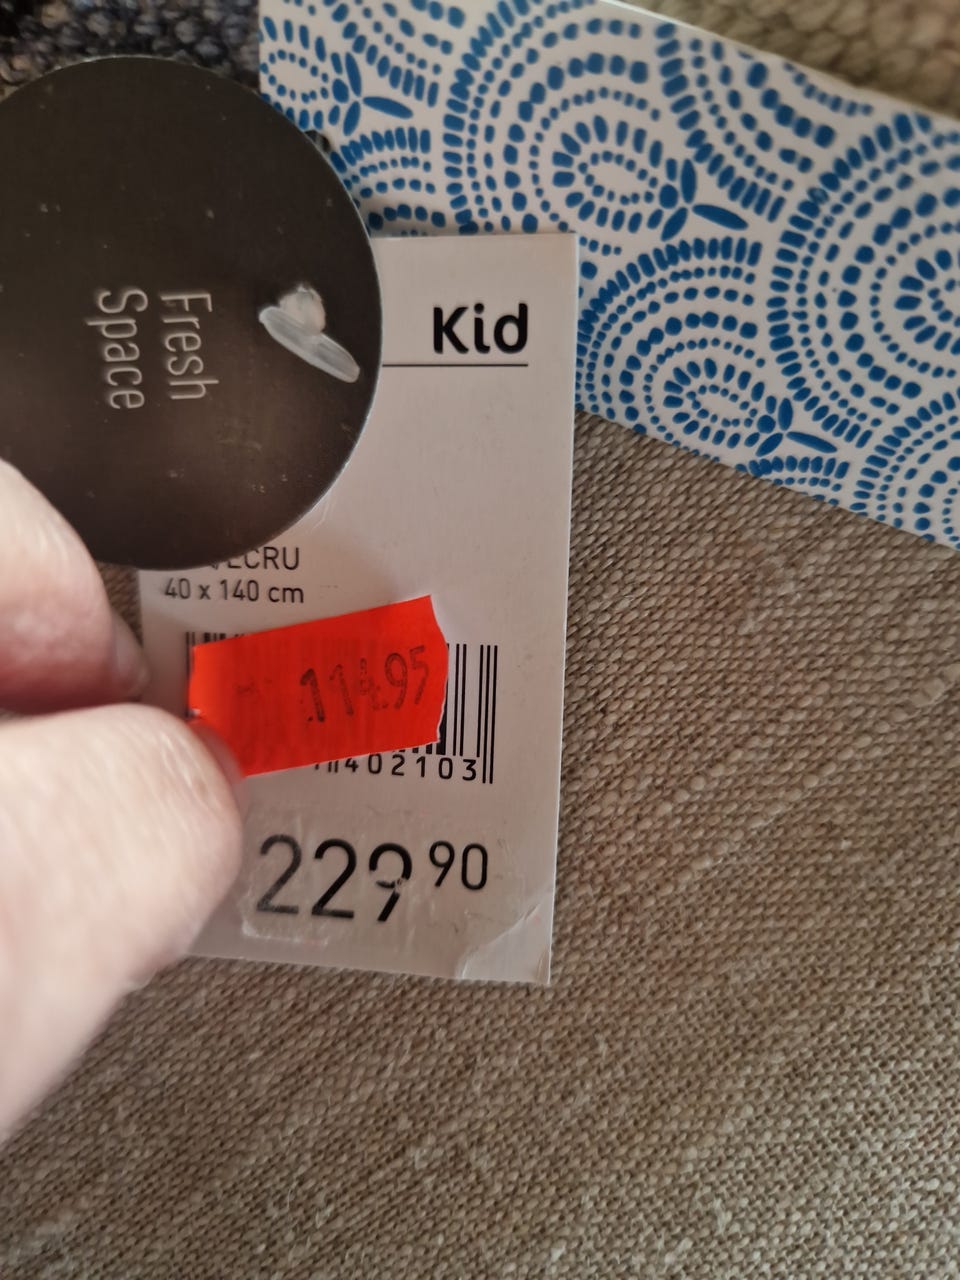 Fresh
Space
Kid
ECRU
40 x 140 cm
114.95
402103
229 90